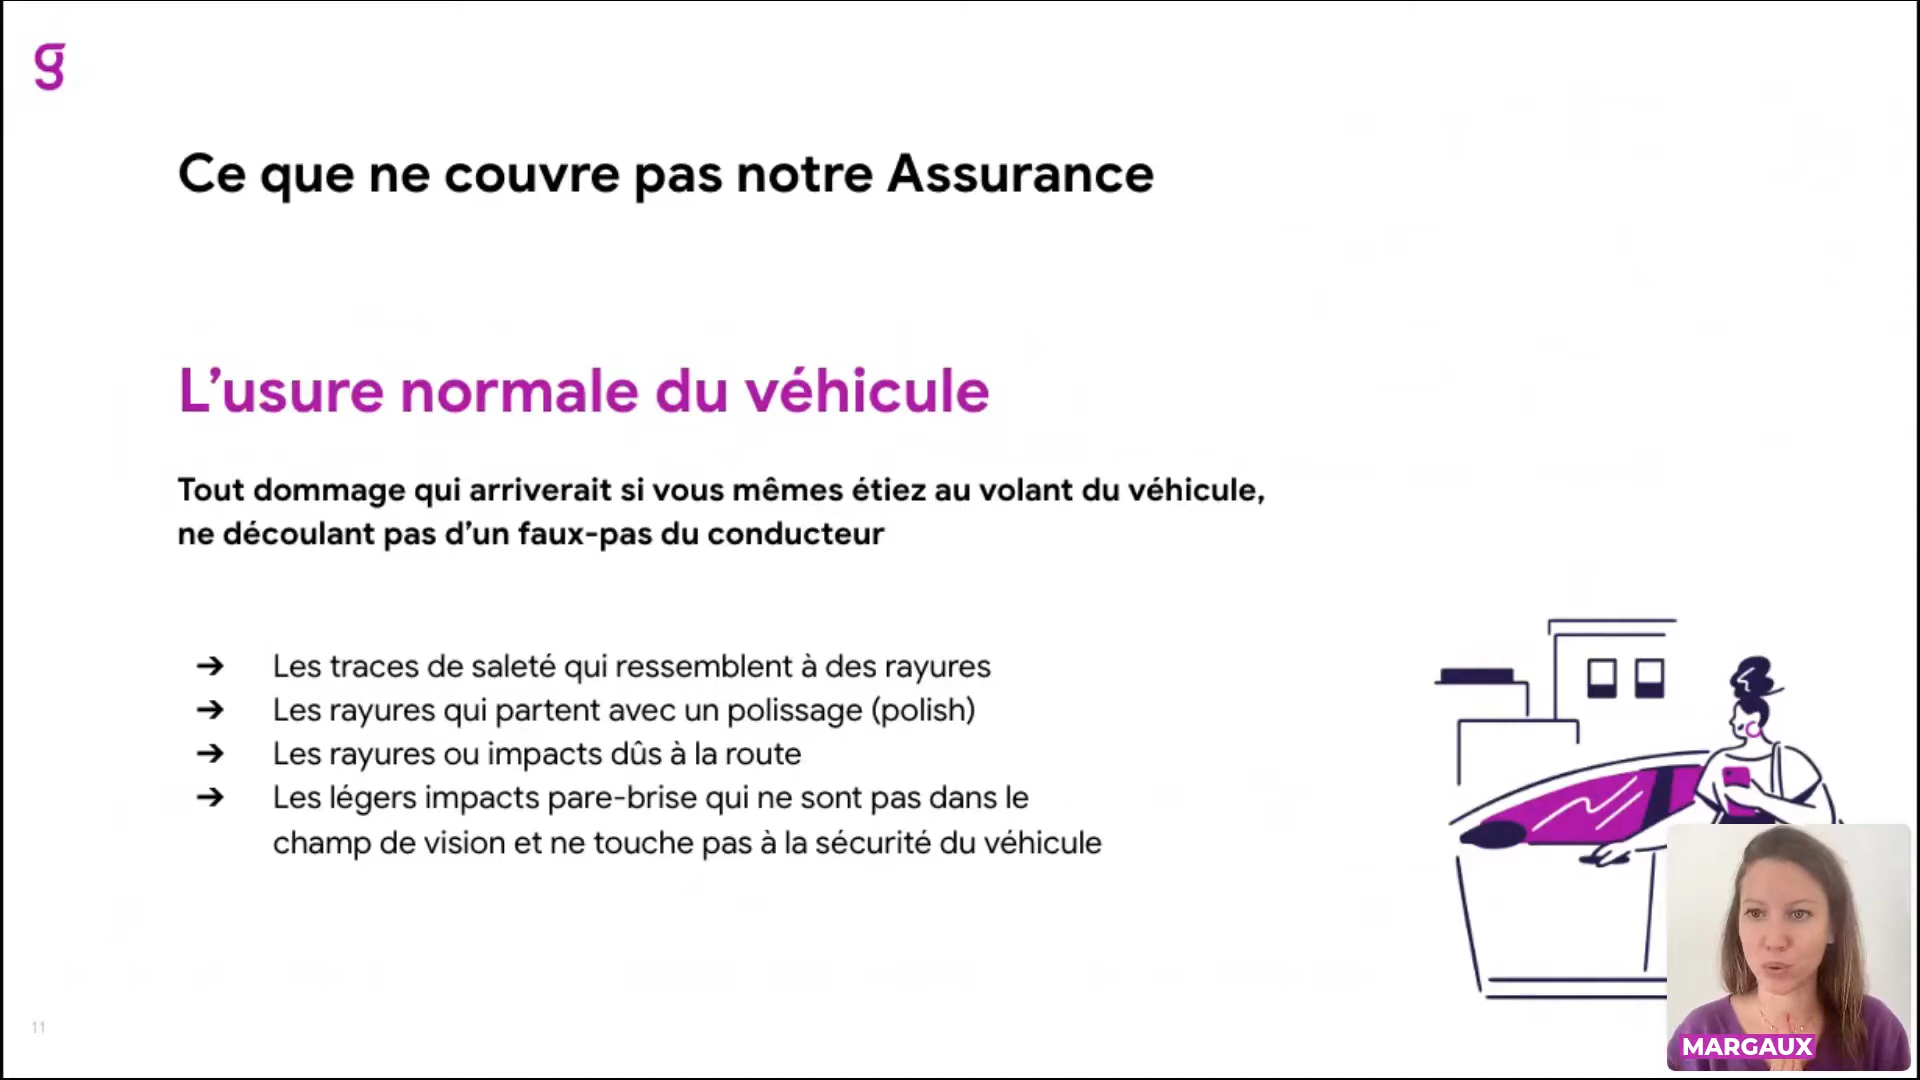 g
Ce que ne couvre pas notre Assurance
L’usure normale du véhicule
Tout dommage qui arriverait si vous mêmes étiez au volant du véhicule,
ne découlant pas d’un faux-pas du conducteur
➔ Les traces de saleté qui ressemblent à des rayures
➔ Les rayures qui partent avec un polissage (polish)
➔ Les rayures ou impacts dûs à la route
➔ Les légers impacts pare-brise qui ne sont pas dans le
champ de vision et ne touche pas à la sécurité du véhicule
11
MARGAUX